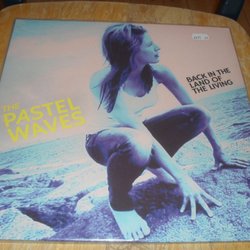 THE
PASTEL
WAVES
BACK IN THE
LAND OF
THE LIVING